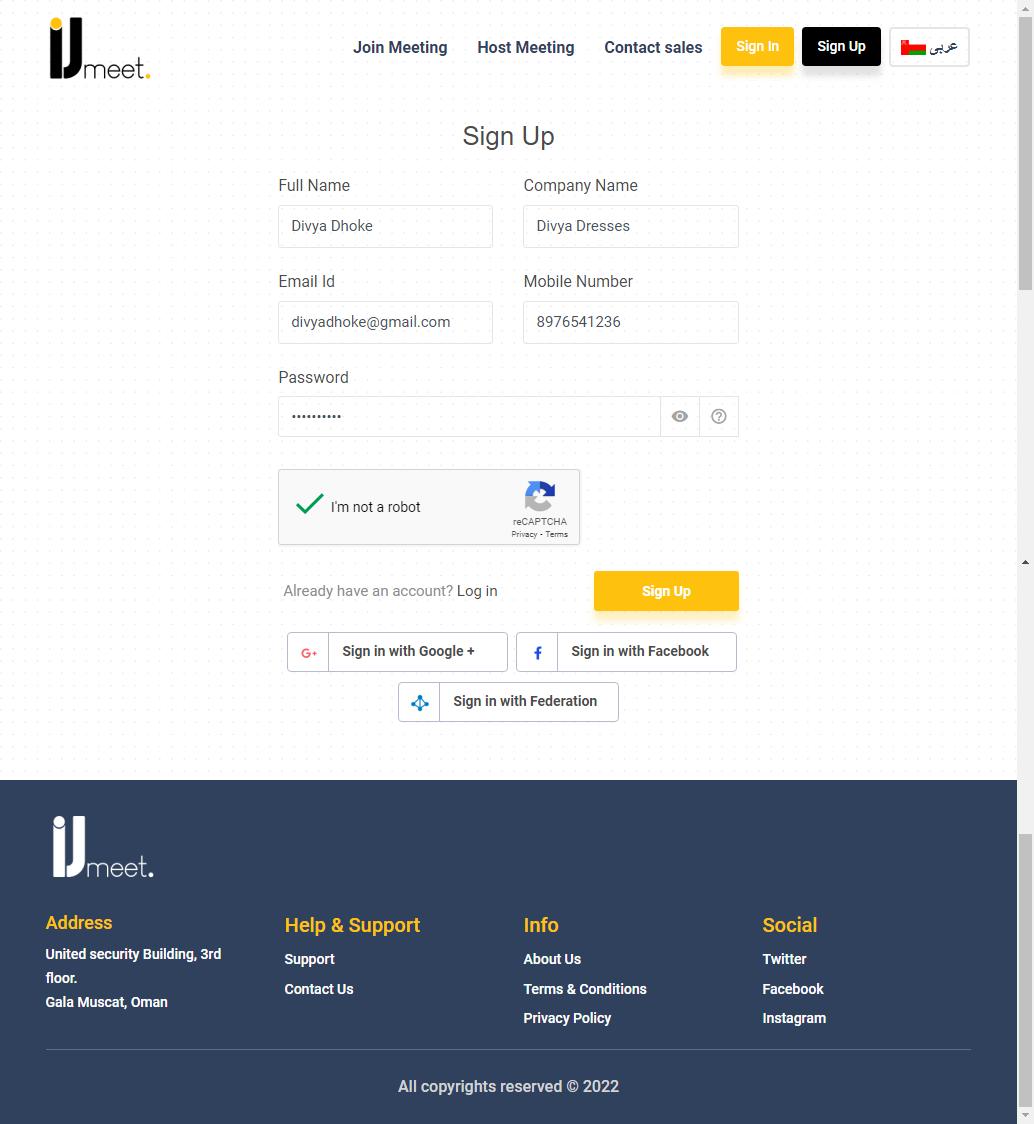 iJmeet.
Join Meeting
Host Meeting
Contact sales
Sign In
Sign Up
عربى
Sign Up
Full Name
Company Name
Divya Dhoke
Divya Dresses
Email Id
Mobile Number
divyadhoke@gmail.com
8976541236
Password
••••••••••
I'm not a robot
reCAPTCHA
Privacy - Terms
Already have an account? Log in
Sign Up
G+ Sign in with Google +
f Sign in with Facebook
Sign in with Federation
iJmeet.
Address
United security Building, 3rd
floor.
Gala Muscat, Oman
Help & Support
Support
Contact Us
Info
About Us
Terms & Conditions
Privacy Policy
Social
Twitter
Facebook
Instagram
All copyrights reserved © 2022